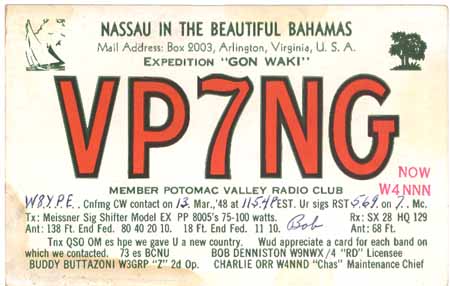 NASSAU IN THE BEAUTIFUL BAHAMAS
Mail Address: Box 2003, Arlington, Virginia, U. S. A.
EXPEDITION "GON WAKI"
VP7NG
NOW
W4NNN
MEMBER POTOMAC VALLEY RADIO CLUB
W8YPE.. Cnfmg CW contact on 13. Mar., '48 at 11:54P EST. Ur sigs RST 569. on 7.. Mc.
Tx: Meissner Sig Shifter Model EX PP 8005's 75-100 watts. Rx: SX 28 HQ 129
Ant: 138 Ft. End Fed. 80 40 20 10. 18 Ft. End Fed. 11 10. Bob Ant: 68 Ft.
Tnx QSO OM es hpe we gave U a new country. Wud appreciate a card for each band on
which we contacted. 73 es BCNU BOB DENNISTON W9NWX /4 "RD" Licensee
BUDDY BUTTAZONI W3GRP "Z" 2d Op. CHARLIE ORR W4NND "Chas" Maintenance Chief